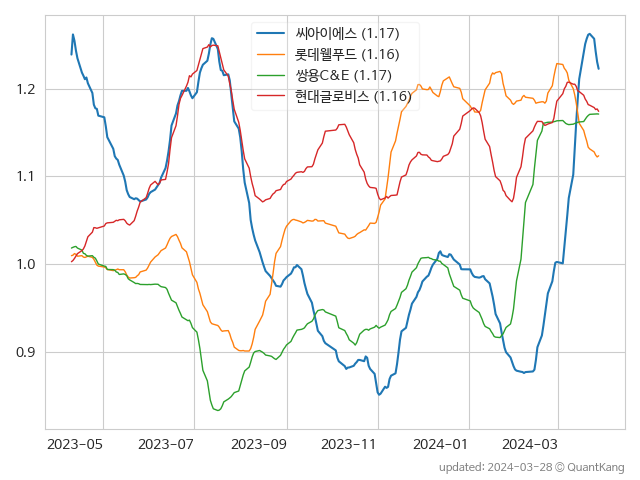 씨아이에스 (1.17)
롯데웰푸드 (1.16)
쌍용C&E (1.17)
현대글로비스 (1.16)
1.2
1.1
1.0
0.9
2023-05 2023-07 2023-09 2023-11 2024-01 2024-03
updated: 2024-03-28 © QuantKang